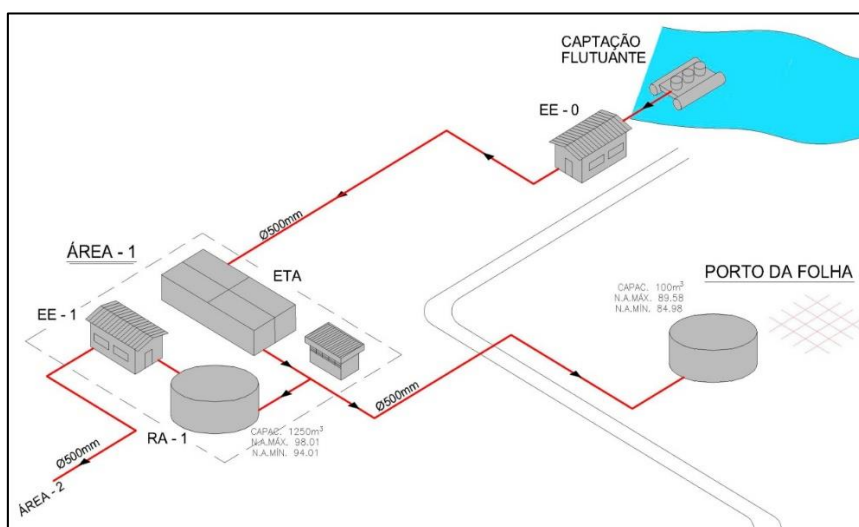 CAPTAÇÃO
FLUTUANTE
EE - 0
Ø500mm
ÁREA - 1
ETA
EE - 1
PORTO DA FOLHA
CAPAC. 100m³
N.A.MÁX. 89.58
N.A.MÍN. 84.98
Ø500mm
RA - 1
CAPAC. 1250m³
N.A.MÁX. 98.01
N.A.MÍN. 94.01
Ø500mm
ÁREA - 2